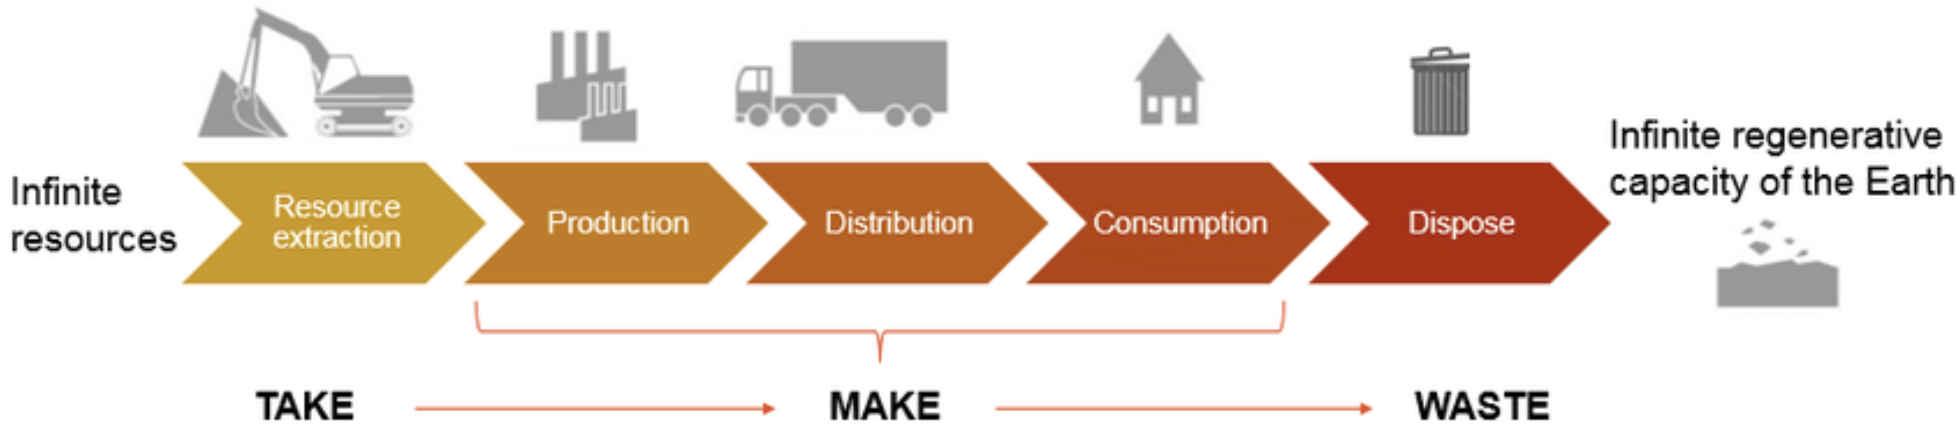 Infinite
resources
Resource
extraction
Production
Distribution
Consumption
Dispose
Infinite regenerative
capacity of the Earth
TAKE
MAKE
WASTE